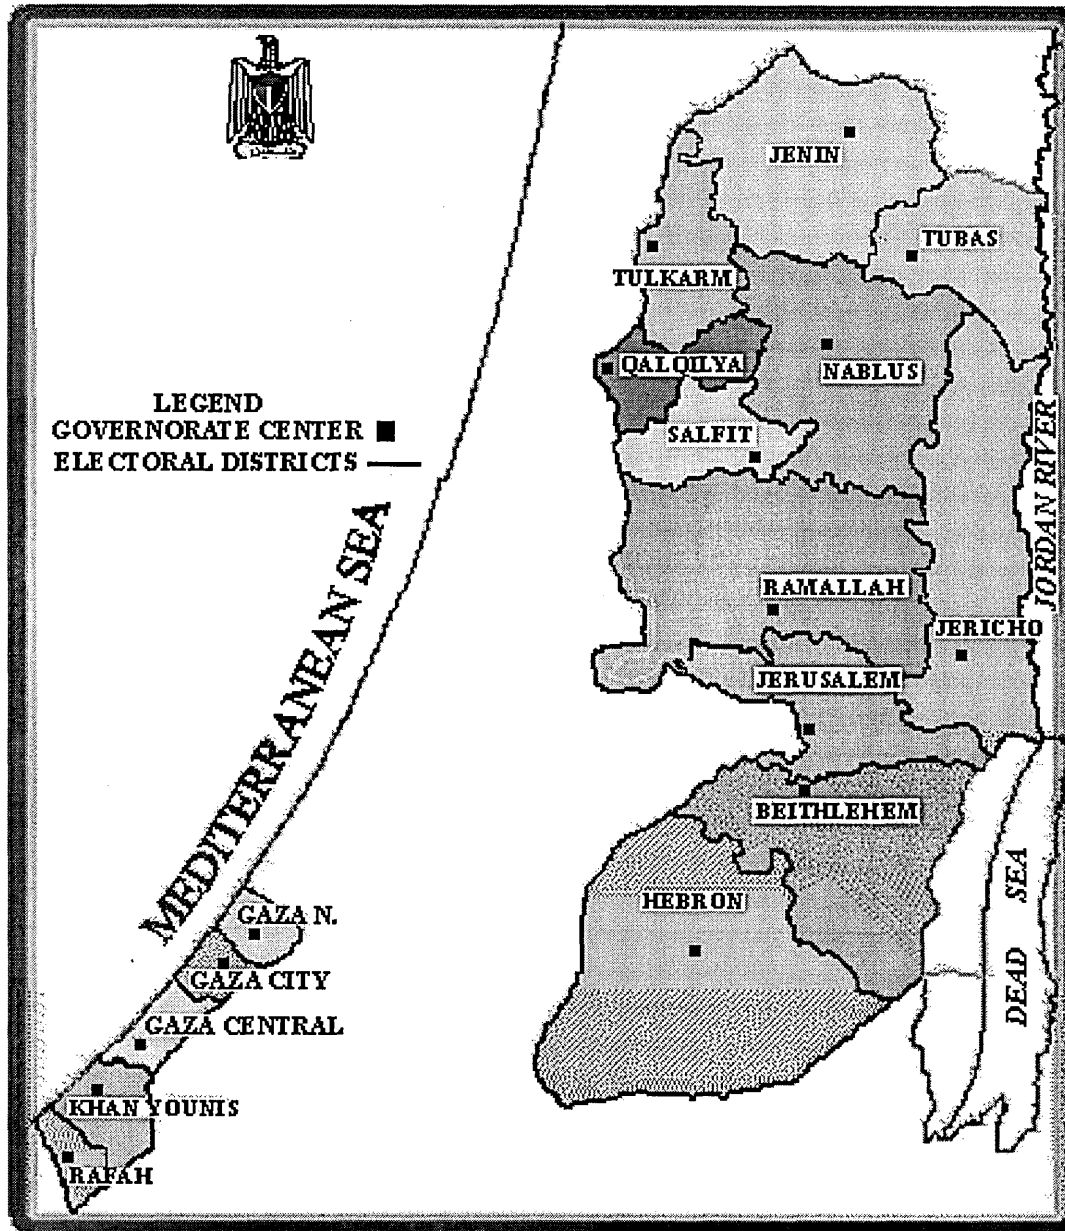 JENIN
TUBAS
TULKARM
QALQILYA
NABLUS
LEGEND
GOVERNORATE CENTER
ELECTORAL DISTRICTS
SALFIT
MEDITERRANEAN SEA
JORDAN RIVER
RAMALLAH
JERICHO
JERUSALEM
BEITHLEHEM
HEBRON
DEAD SEA
GAZA N.
GAZA CITY
GAZA CENTRAL
KHAN YOUNIS
RAFAH